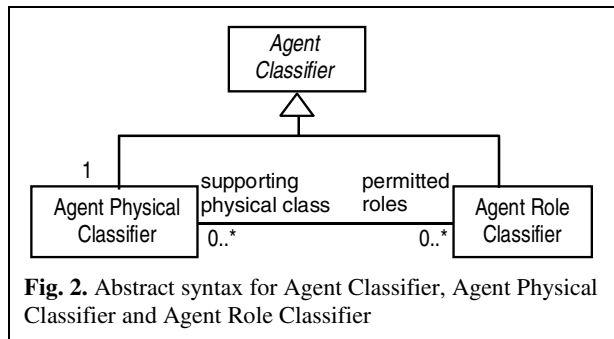 Agent
Classifier
1
supporting
physical class
permitted
roles
Agent Physical
Classifier
0..*
0..*
Agent Role
Classifier
Fig. 2. Abstract syntax for Agent Classifier, Agent Physical
Classifier and Agent Role Classifier